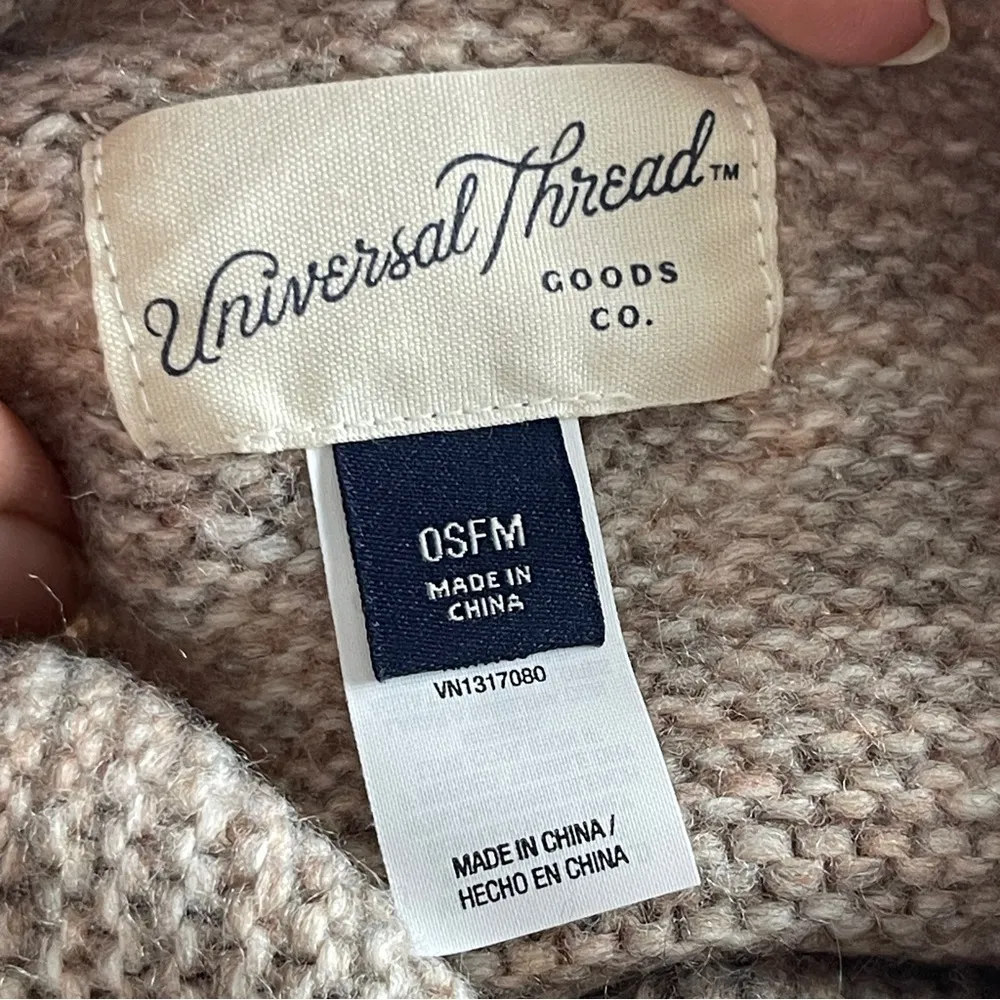 Universal Thread™
GOODS
CO.
OSFM
MADE IN
CHINA
VN1317080
MADE IN CHINA /
HECHO EN CHINA